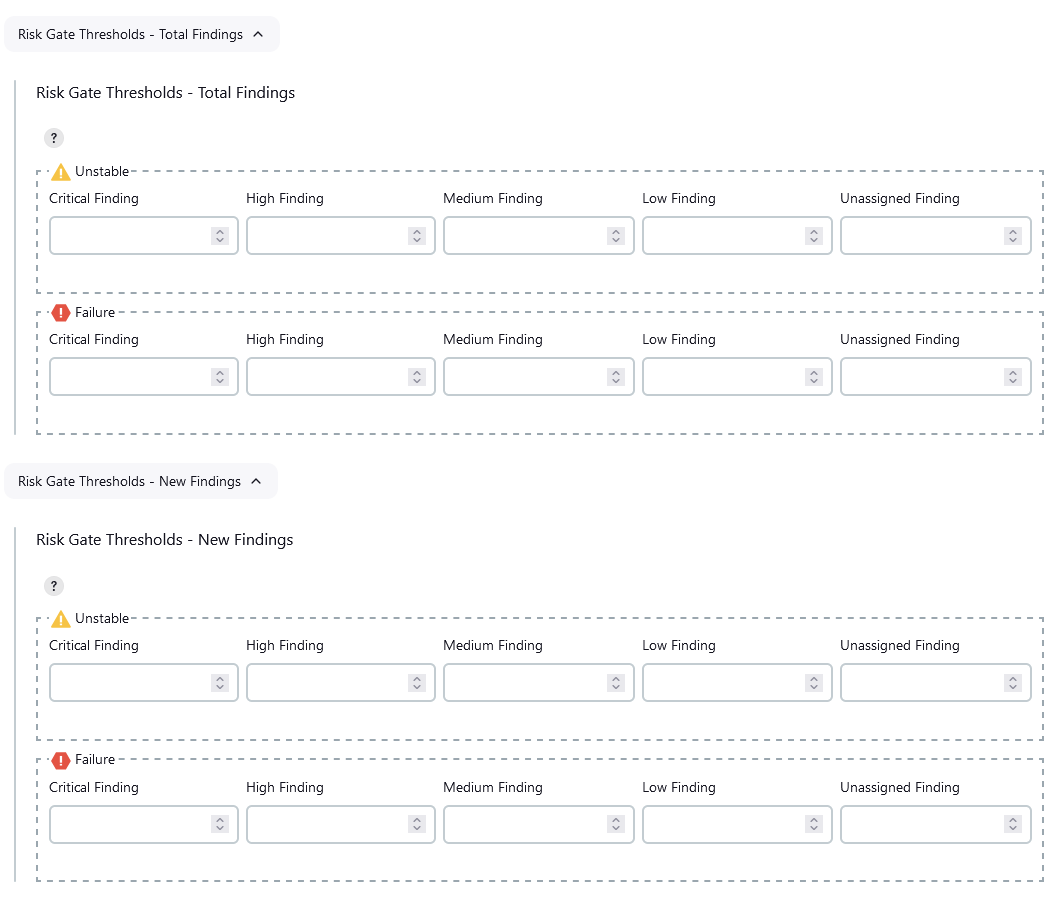 Risk Gate Thresholds - Total Findings
Risk Gate Thresholds - Total Findings
?
Unstable
Critical Finding High Finding Medium Finding Low Finding Unassigned Finding
Failure
Critical Finding High Finding Medium Finding Low Finding Unassigned Finding
Risk Gate Thresholds - New Findings
Risk Gate Thresholds - New Findings
?
Unstable
Critical Finding High Finding Medium Finding Low Finding Unassigned Finding
Failure
Critical Finding High Finding Medium Finding Low Finding Unassigned Finding